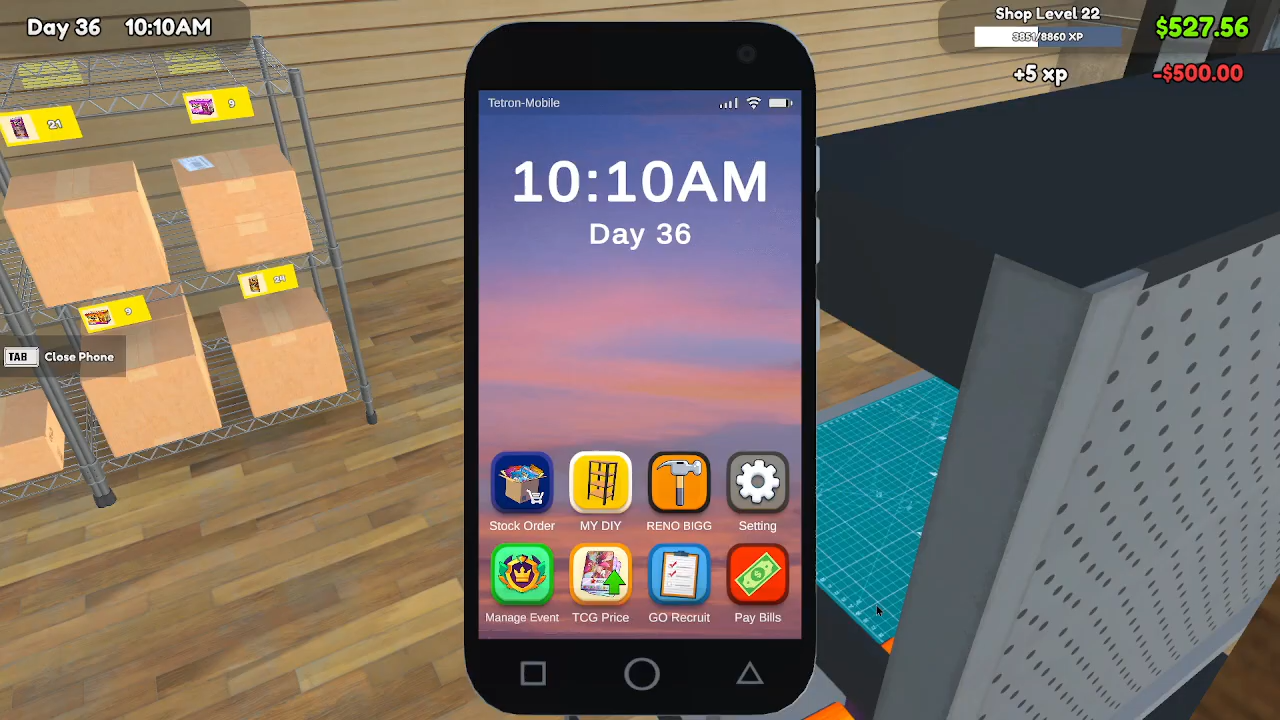 Day 36 10:10AM
Shop Level 22
3851/8860 XP
$527.56
+5 xp
-$500.00
21
9
9
24
TAB Close Phone
Tetron-Mobile
10:10AM
Day 36
Stock Order MY DIY RENO BIGG Setting
Manage Event TCG Price GO Recruit Pay Bills